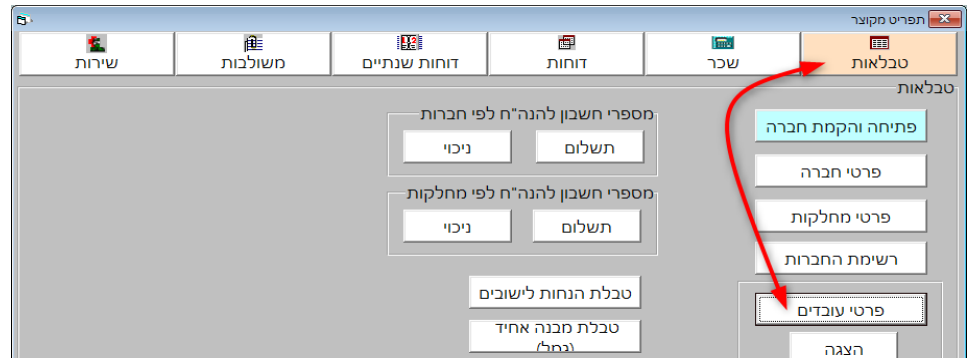 תפריט מקוצר
טבלאות
שכר
דוחות
דוחות שנתיים
משולבות
שירות
טבלאות
פתיחה והקמת חברה
פרטי חברה
פרטי מחלקות
רשימת החברות
פרטי עובדים
הצגה
מספרי חשבון להנה"ח לפי חברות
תשלום
ניכוי
מספרי חשבון להנה"ח לפי מחלקות
תשלום
ניכוי
טבלת הנחות לישובים
טבלת מבנה אחיד
(גמל)